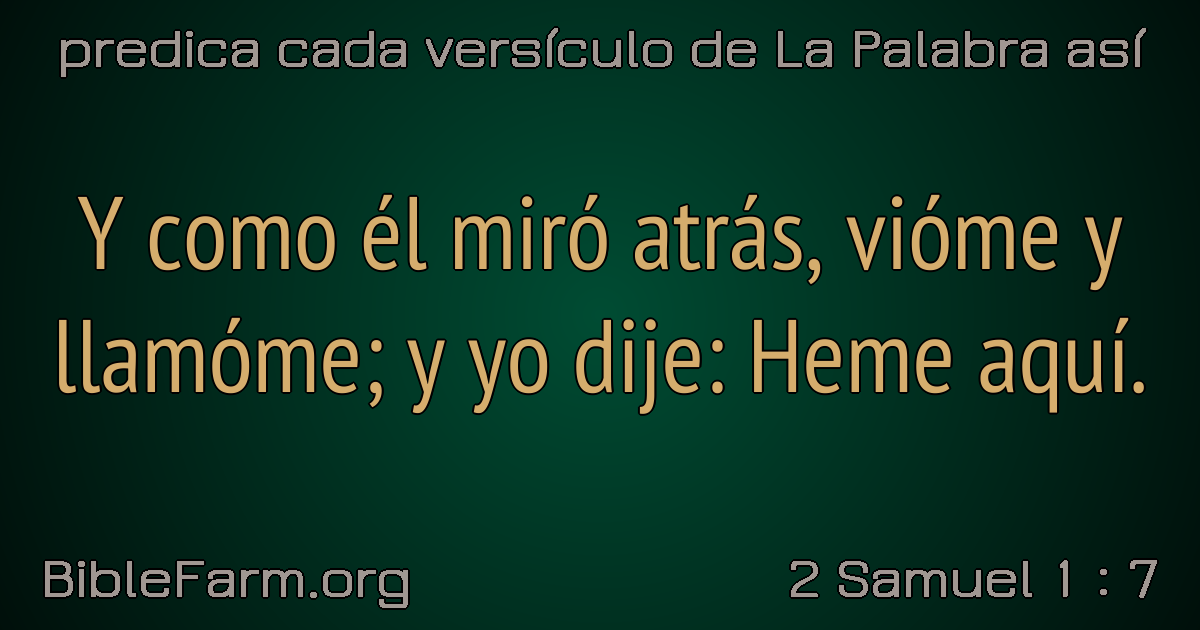 predica cada versículo de La Palabra así
Y como él miró atrás, vióme y
llamóme; y yo dije: Heme aquí.
BibleFarm.org
2 Samuel 1 : 7